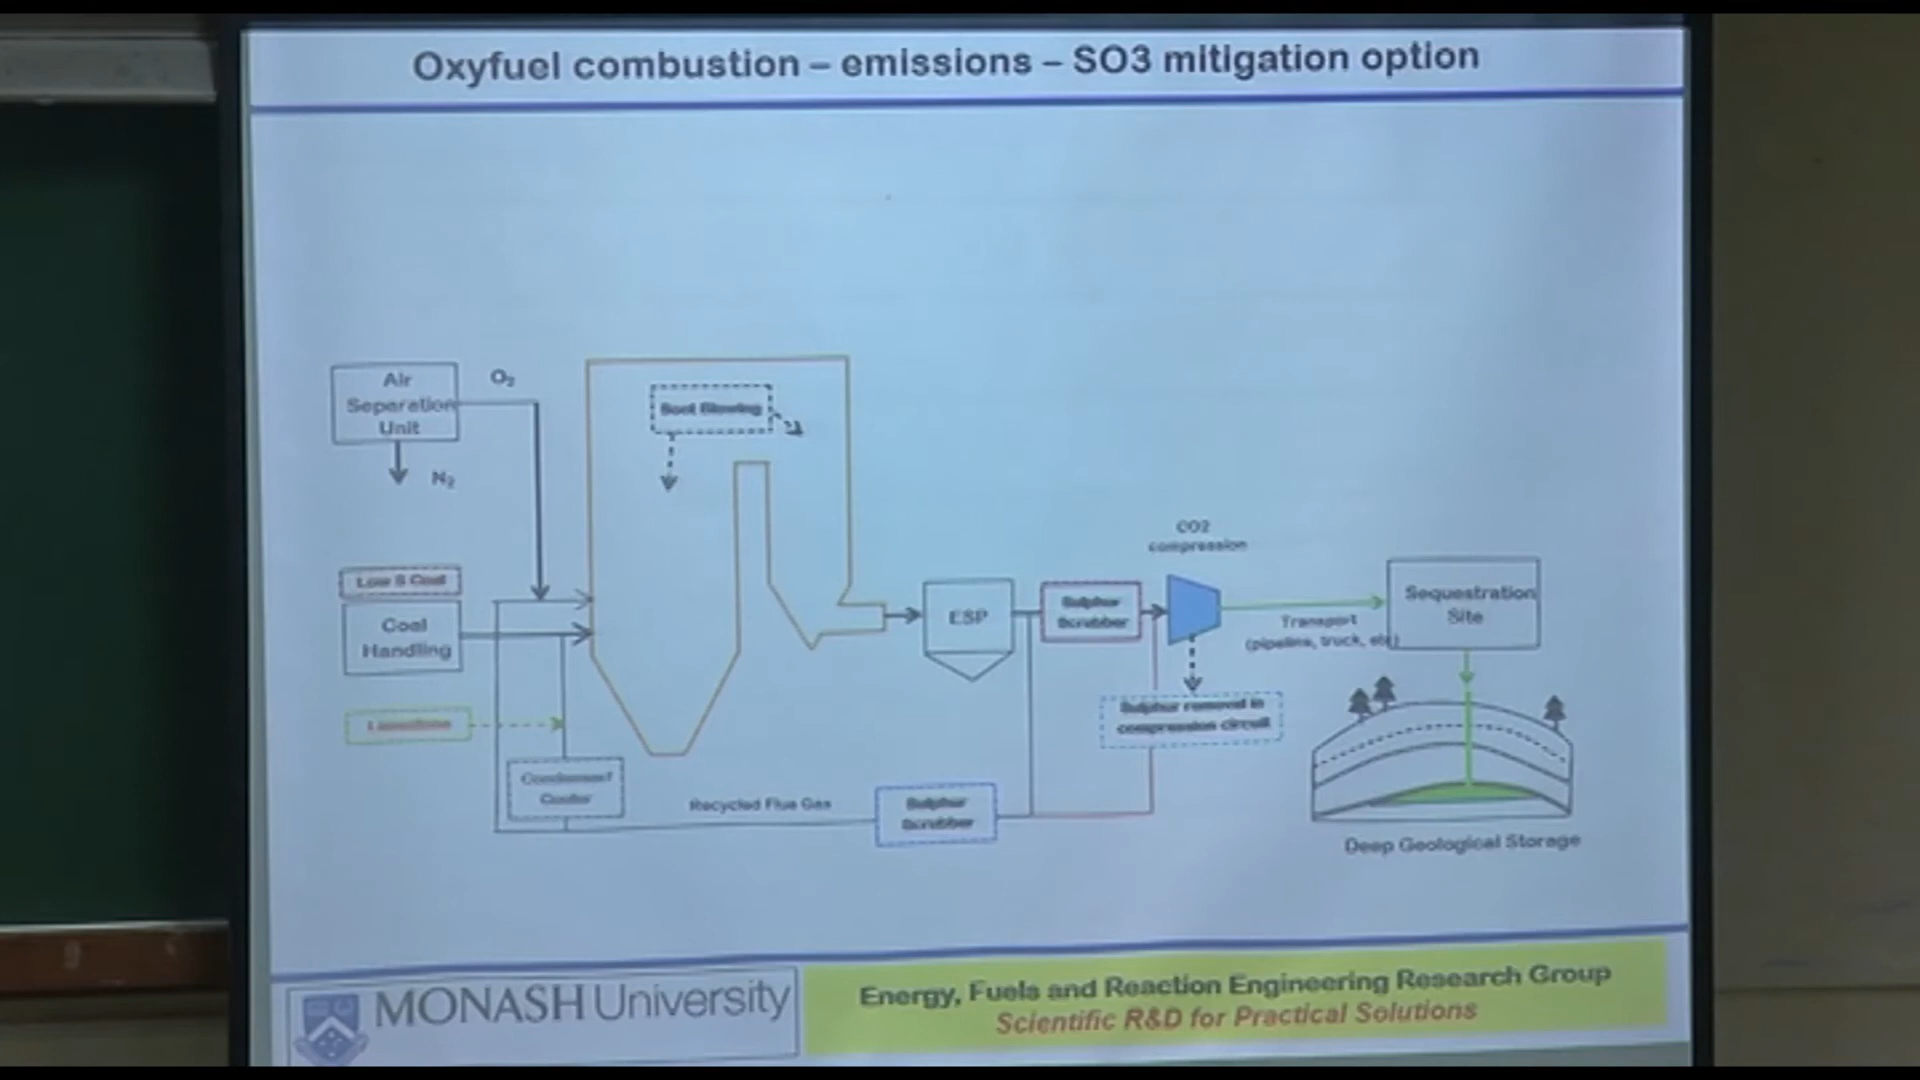 Oxyfuel combustion – emissions – SO3 mitigation option
Air
Separation
Unit
O₂
N₂
Soot Blowing
Low S Coal
Coal
Handling
Limestone
Condenser/
Cooler
Recycled Flue Gas
Sulphur
Scrubber
ESP
Sulphur
Scrubber
CO2
compression
Sulphur removed in
compression circuit
Transport
(pipeline, truck, etc)
Sequestration
Site
Deep Geological Storage
MONASH University
Energy, Fuels and Reaction Engineering Research Group
Scientific R&D for Practical Solutions